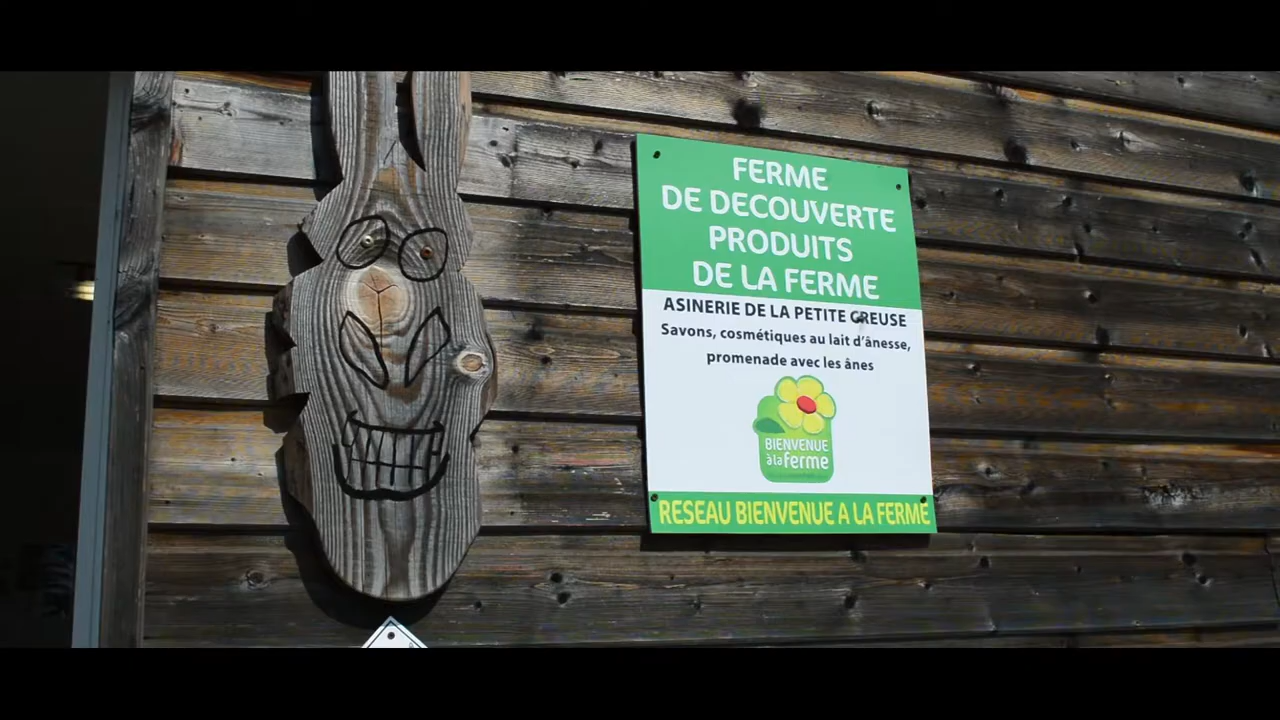 FERME
DE DECOUVERTE
PRODUITS
DE LA FERME
ASINERIE DE LA PETITE CREUSE
Savons, cosmétiques au lait d'ânesse,
promenade avec les ânes
BIENVENUE
à la ferme
RESEAU BIENVENUE A LA FERME